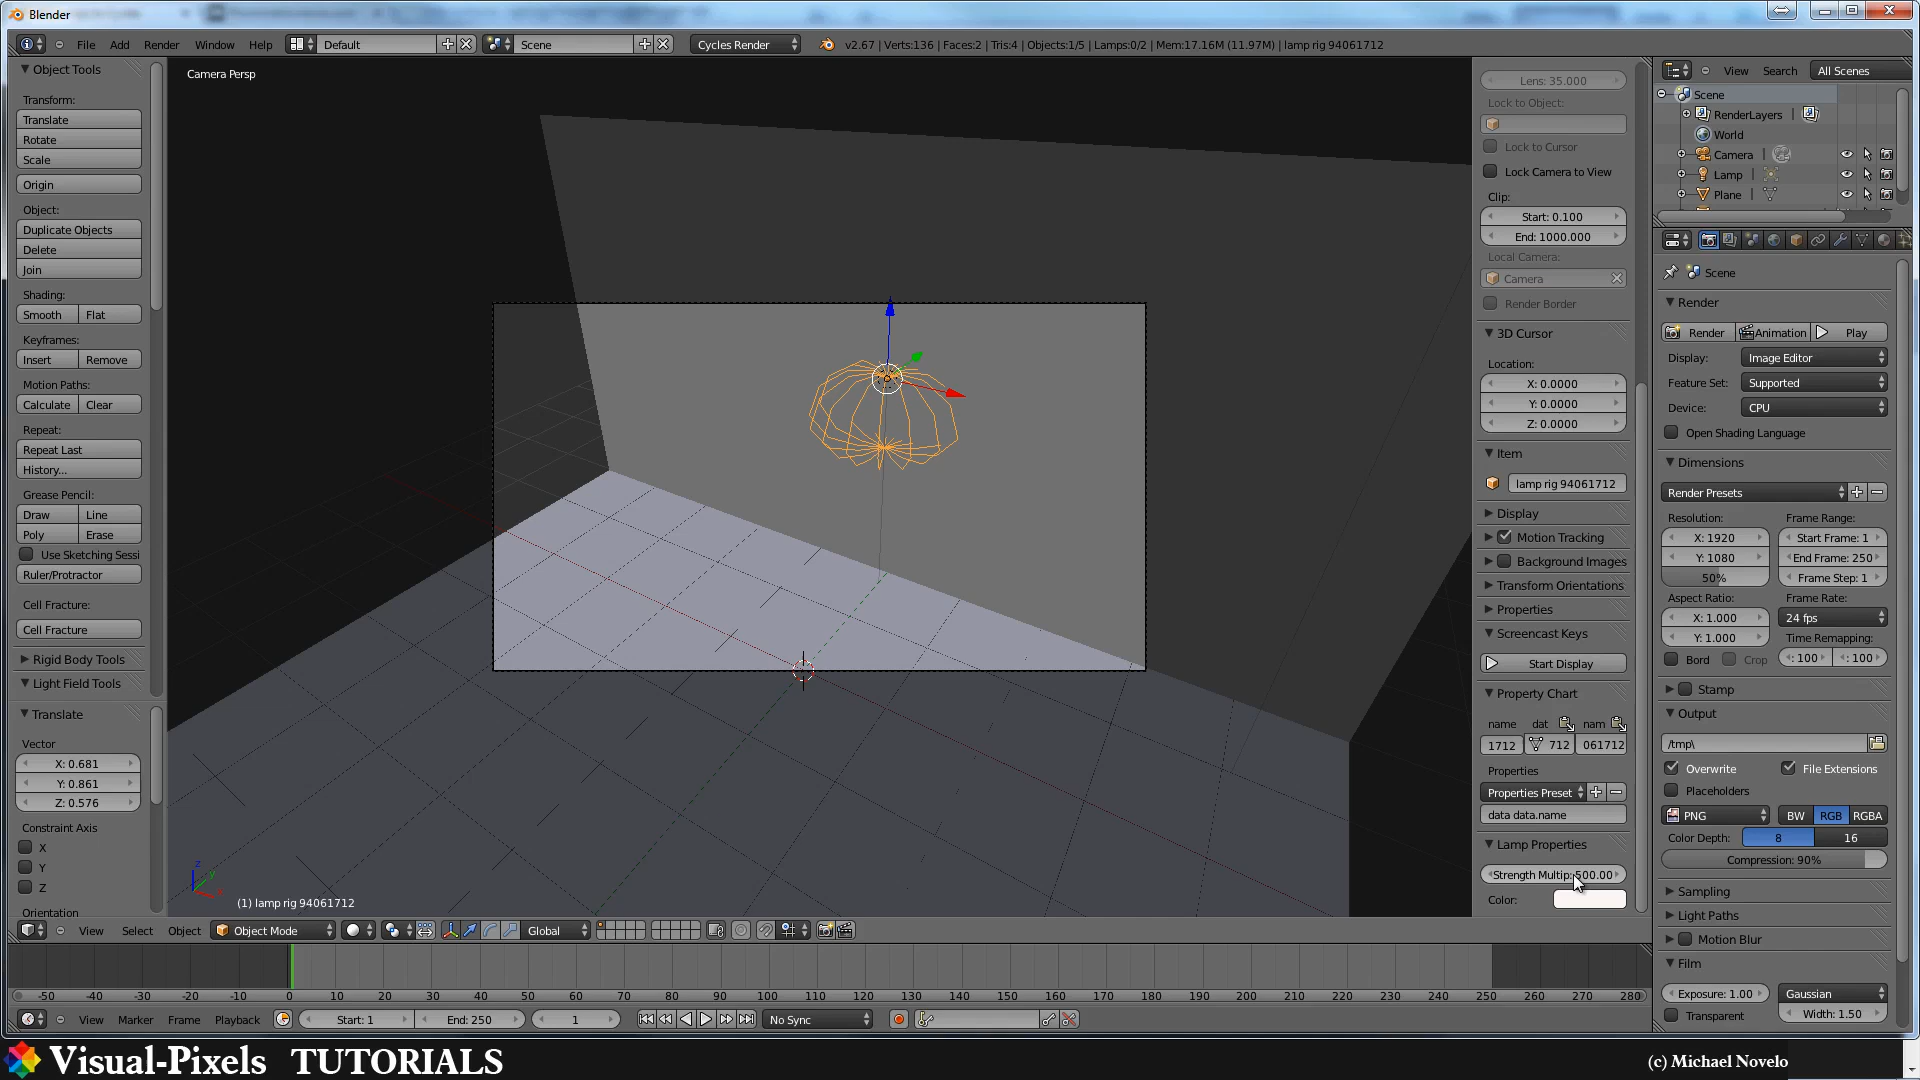 Blender
File Add Render Window Help
Default
Scene
Cycles Render
v2.67 | Verts:136 | Faces:2 | Tris:4 | Objects:1/5 | Lamps:0/2 | Mem:17.16M (11.97M) | lamp rig 94061712
Object Tools
Transform:
Translate
Rotate
Scale
Origin
Object:
Duplicate Objects
Delete
Join
Shading:
Smooth Flat
Keyframes:
Insert Remove
Motion Paths:
Calculate Clear
Repeat:
Repeat Last
History...
Grease Pencil:
Draw Line
Poly Erase
Use Sketching Sessi
Ruler/Protractor
Cell Fracture:
Cell Fracture
Rigid Body Tools
Light Field Tools
Translate
Vector
X: 0.681
Y: 0.861
Z: 0.576
Constraint Axis
X
Y
Z
Orientation
Camera Persp
z
y
x
(1) lamp rig 94061712
View Select Object Object Mode Global
Lens: 35.000
Lock to Object:
Lock to Cursor
Lock Camera to View
Clip:
Start: 0.100
End: 1000.000
Local Camera:
Camera
Render Border
3D Cursor
Location:
X: 0.0000
Y: 0.0000
Z: 0.0000
Item
lamp rig 94061712
Display
Motion Tracking
Background Images
Transform Orientations
Properties
Screencast Keys
Start Display
Property Chart
name dat nam
1712 712 061712
Properties
Properties Preset
data data.name
Lamp Properties
Strength Multip: 500.00
Color:
View Search All Scenes
Scene
RenderLayers
World
Camera
Lamp
Plane
Scene
Render
Render Animation Play
Display: Image Editor
Feature Set: Supported
Device: CPU
Open Shading Language
Dimensions
Render Presets
Resolution: Frame Range:
X: 1920 Start Frame: 1
Y: 1080 End Frame: 250
50% Frame Step: 1
Aspect Ratio: Frame Rate:
X: 1.000 24 fps
Y: 1.000 Time Remapping:
Bord Crop : 100 : 100
Stamp
Output
/tmp\
Overwrite File Extensions
Placeholders
PNG BW RGB RGBA
Color Depth: 8 16
Compression: 90%
Sampling
Light Paths
Motion Blur
Film
Exposure: 1.00 Gaussian
Transparent Width: 1.50
-50 -40 -30 -20 -10 0 10 20 30 40 50 60 70 80 90 100 110 120 130 140 150 160 170 180 190 200 210 220 230 240 250 260 270 280
View Marker Frame Playback Start: 1 End: 250 1 No Sync
Visual-Pixels TUTORIALS
(c) Michael Novelo